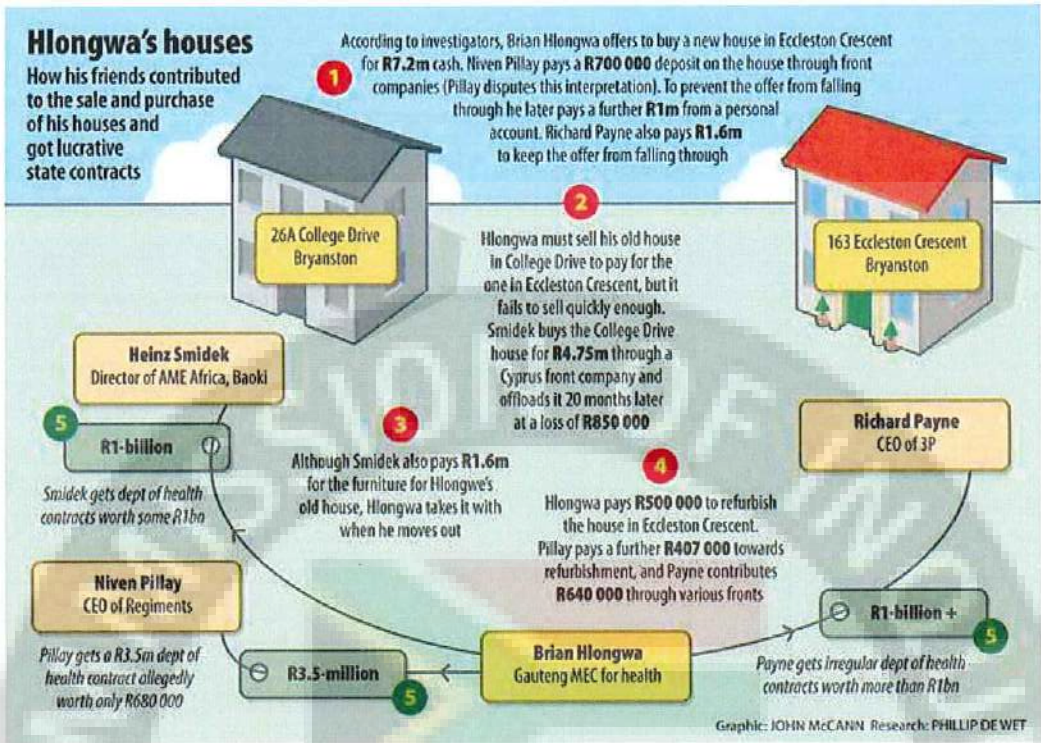 Hlongwa's houses
How his friends contributed
to the sale and purchase
of his houses and
got lucrative
state contracts
1
According to investigators, Brian Hlongwa offers to buy a new house in Eccleston Crescent
for R7.2m cash. Niven Pillay pays a R700 000 deposit on the house through front
companies (Pillay disputes this interpretation). To prevent the offer from falling
through he later pays a further R1m from a personal
account. Richard Payne also pays R1.6m
to keep the offer from falling through
26A College Drive
Bryanston
2
Hlongwa must sell his old house
in College Drive to pay for the
one in Eccleston Crescent, but it
fails to sell quickly enough.
Smidek buys the College Drive
house for R4.75m through a
Cyprus front company and
offloads it 20 months later
at a loss of R850 000
163 Eccleston Crescent
Bryanston
Heinz Smidek
Director of AME Africa, Baoki
5
R1-billion
Smidek gets dept of health
contracts worth some R1bn
3
Although Smidek also pays R1.6m
for the furniture for Hlongwe's
old house, Hlongwa takes it with
when he moves out
4
Hlongwa pays R500 000 to refurbish
the house in Eccleston Crescent.
Pillay pays a further R407 000 towards
refurbishment, and Payne contributes
R640 000 through various fronts
Richard Payne
CEO of 3P
Niven Pillay
CEO of Regiments
Pillay gets a R3.5m dept of
health contract allegedly
worth only R680 000
R3.5-million
5
Brian Hlongwa
Gauteng MEC for health
R1-billion +
5
Payne gets irregular dept of health
contracts worth more than R1bn
Graphic: JOHN McCANN Research: PHILLIP DE WET